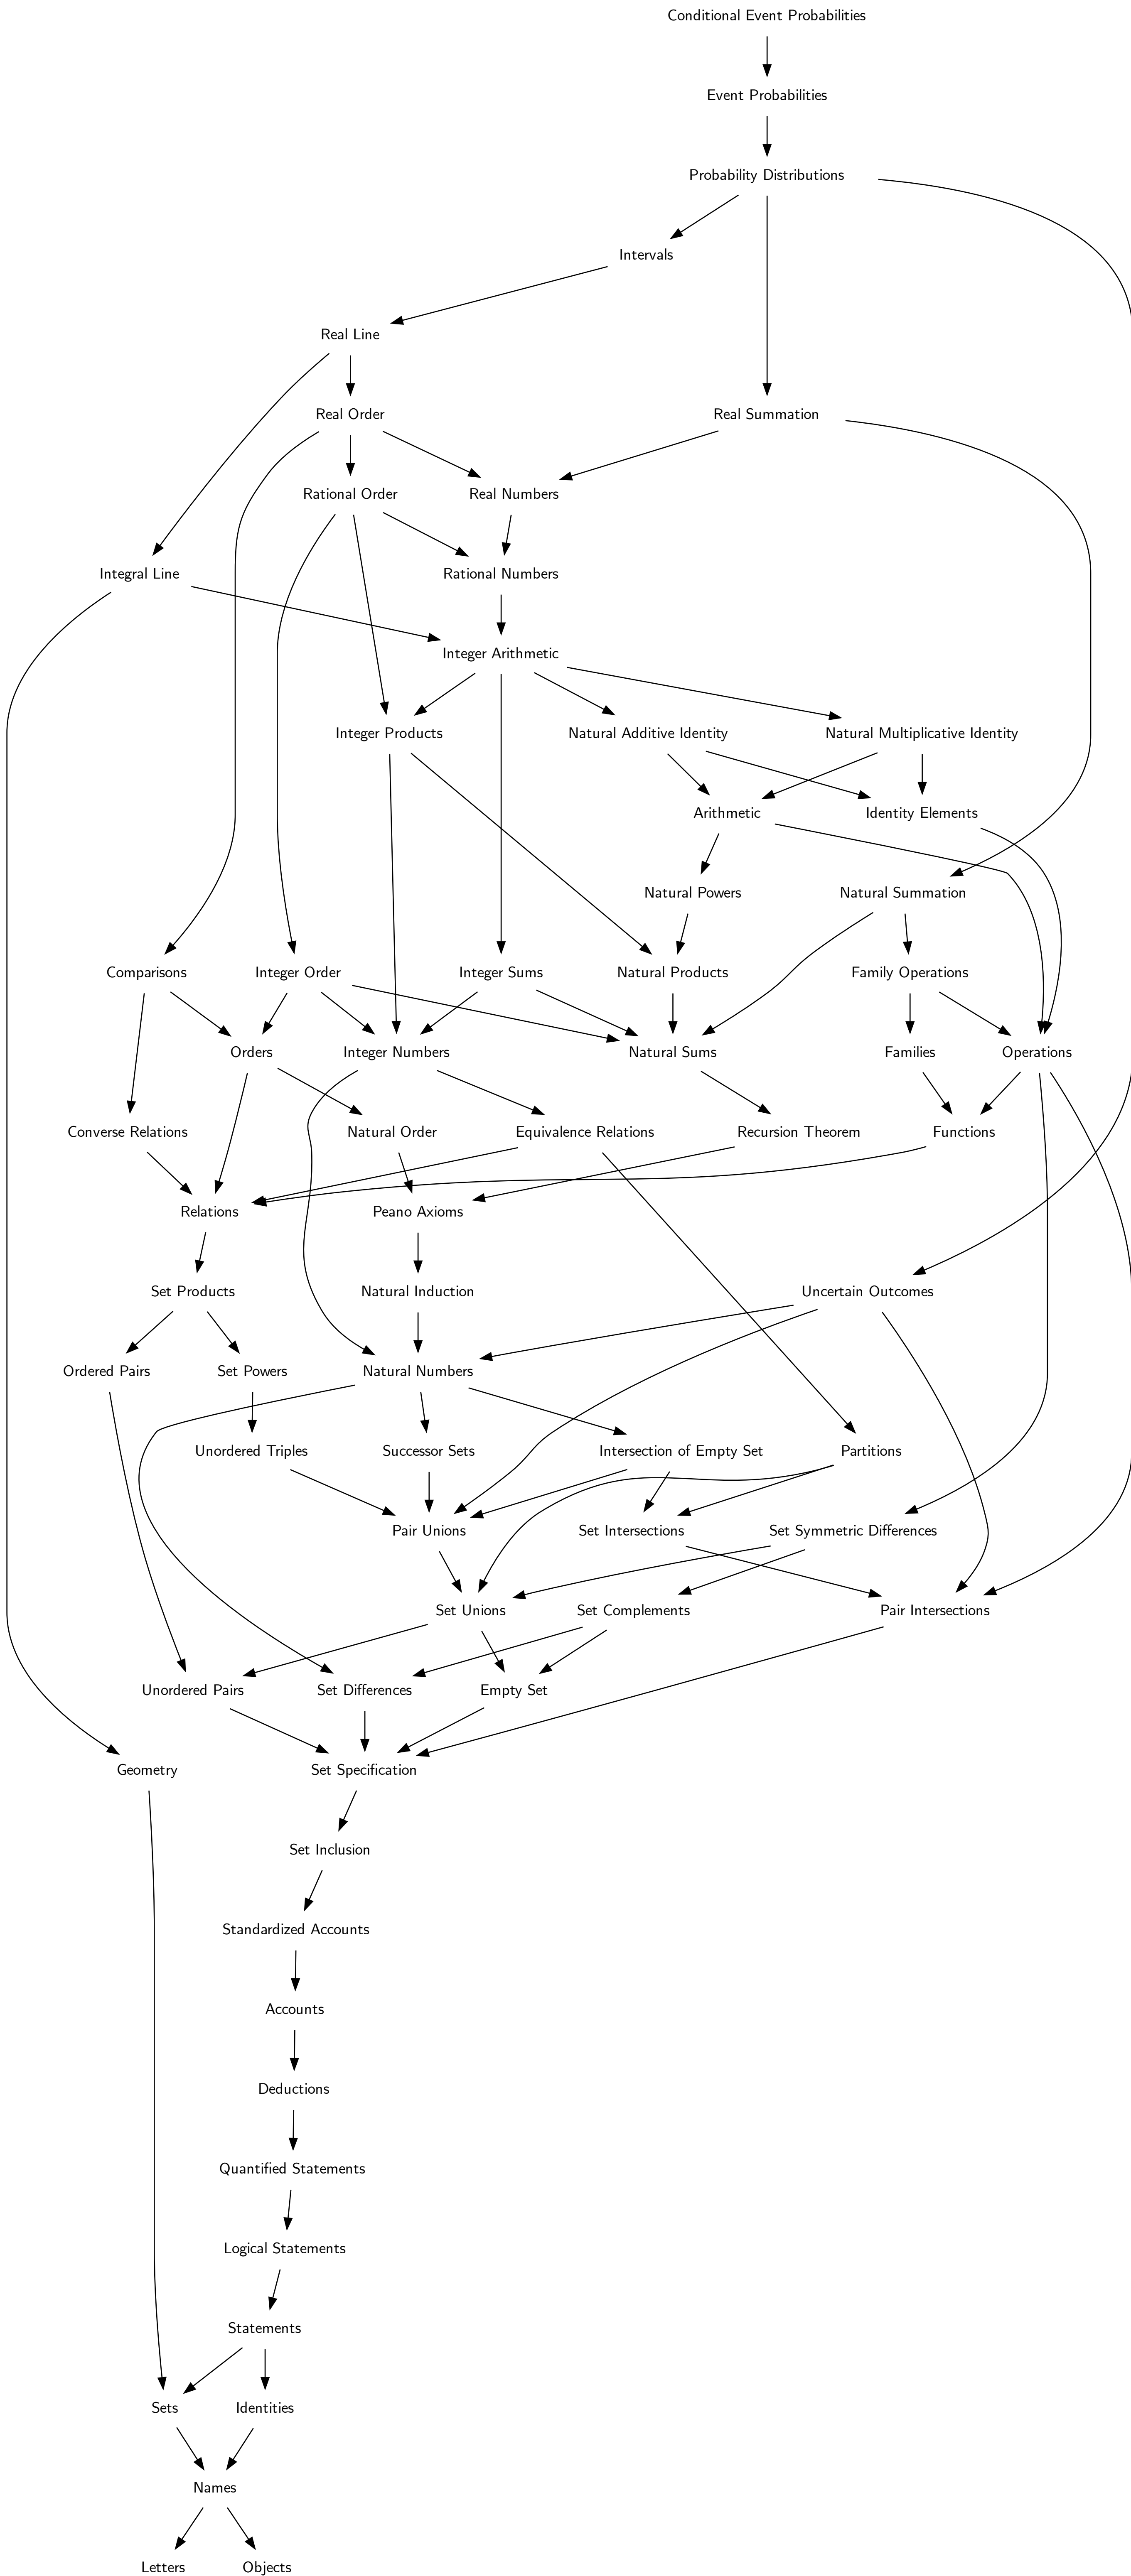 Conditional Event Probabilities
Event Probabilities
Probability Distributions
Intervals
Real Line
Real Order
Real Summation
Rational Order
Real Numbers
Integral Line
Rational Numbers
Integer Arithmetic
Integer Products
Natural Additive Identity
Natural Multiplicative Identity
Arithmetic
Identity Elements
Natural Powers
Natural Summation
Comparisons
Integer Order
Integer Sums
Natural Products
Family Operations
Orders
Integer Numbers
Natural Sums
Families
Operations
Converse Relations
Natural Order
Equivalence Relations
Recursion Theorem
Functions
Relations
Peano Axioms
Set Products
Natural Induction
Uncertain Outcomes
Ordered Pairs
Set Powers
Natural Numbers
Unordered Triples
Successor Sets
Intersection of Empty Set
Partitions
Pair Unions
Set Intersections
Set Symmetric Differences
Set Unions
Set Complements
Pair Intersections
Unordered Pairs
Set Differences
Empty Set
Geometry
Set Specification
Set Inclusion
Standardized Accounts
Accounts
Deductions
Quantified Statements
Logical Statements
Statements
Sets
Identities
Names
Letters
Objects